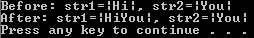 Before: str1=¦Hi¦, str2=¦You¦
After: str1=¦HiYou¦, str2=¦You¦
Press any key to continue . . .